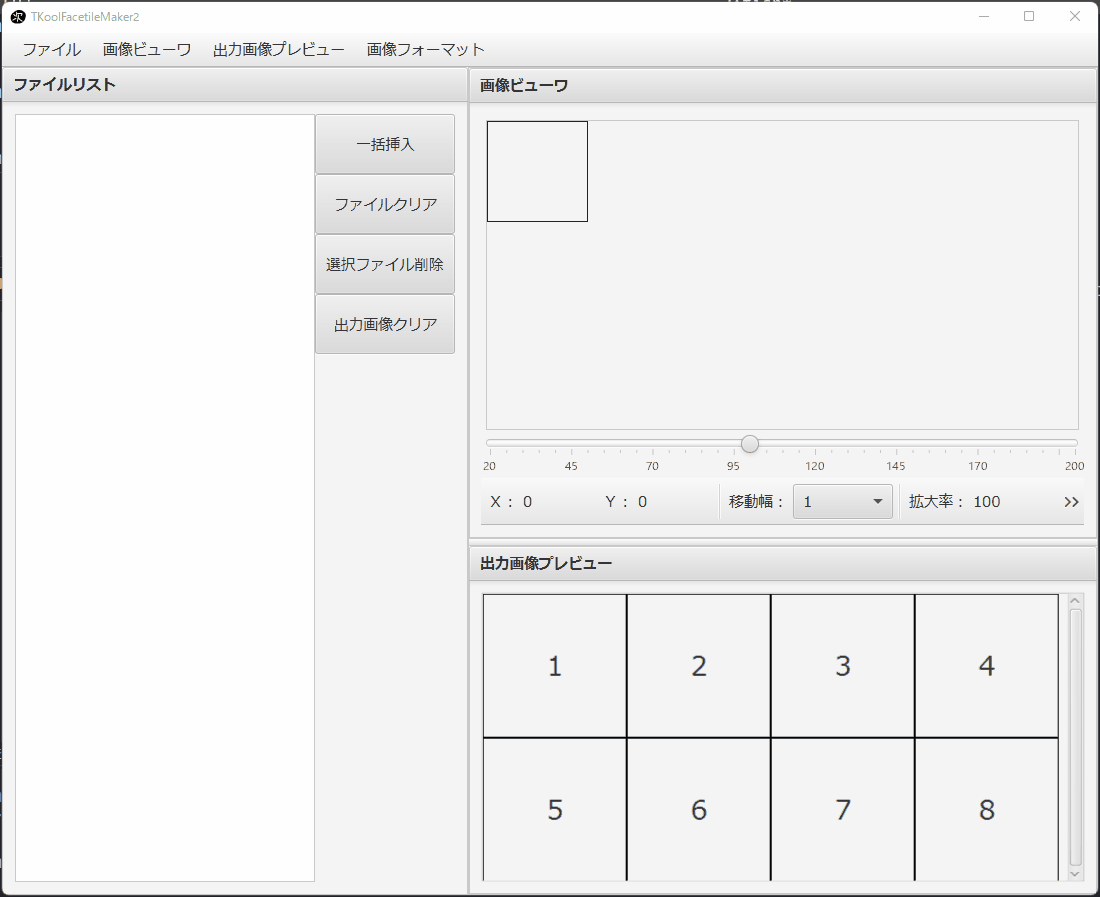 TKoolFacetileMaker2
ファイル 画像ビューワ 出力画像プレビュー 画像フォーマット
ファイルリスト
一括挿入
ファイルクリア
選択ファイル削除
出力画像クリア
画像ビューワ
20 45 70 95 120 145 170 200
X： 0 Y： 0 移動幅： 1 拡大率： 100 >>
出力画像プレビュー
1 2 3 4
5 6 7 8